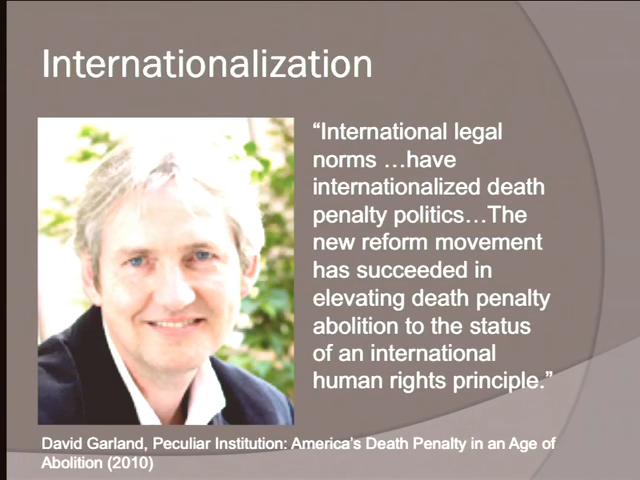 Internationalization
“International legal
norms …have
internationalized death
penalty politics…The
new reform movement
has succeeded in
elevating death penalty
abolition to the status
of an international
human rights principle.”
David Garland, Peculiar Institution: America’s Death Penalty in an Age of
Abolition (2010)